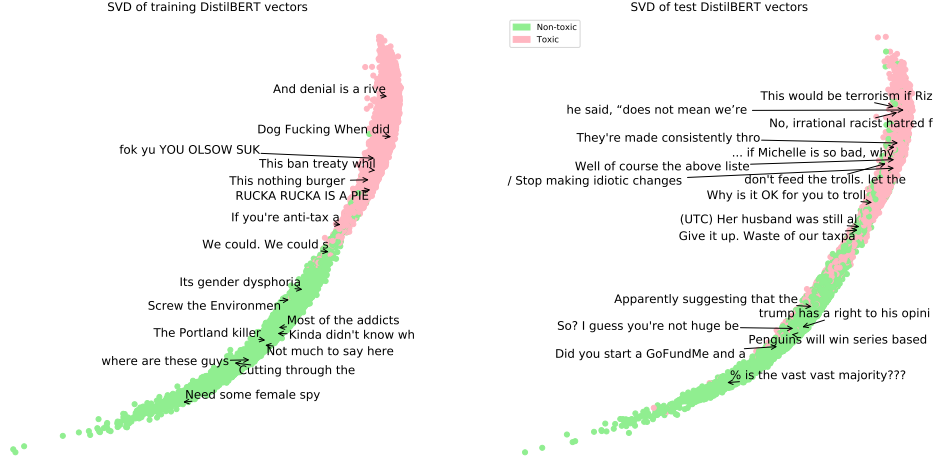 SVD of training DistilBERT vectors
And denial is a rive
Dog Fucking When did
fok yu YOU OLSOW SUK
This ban treaty whil
This nothing burger
RUCKA RUCKA IS A PIE
If you're anti-tax a
We could. We could s
Its gender dysphoria
Screw the Environmen
Most of the addicts
The Portland killer
Kinda didn't know wh
Not much to say here
where are these guys
Cutting through the
Need some female spy
SVD of test DistilBERT vectors
Non-toxic
Toxic
This would be terrorism if Riz
he said, “does not mean we’re
No, irrational racist hatred f
They're made consistently thro
... if Michelle is so bad, why
Well of course the above liste
/ Stop making idiotic changes
don't feed the trolls. let the
Why is it OK for you to troll
(UTC) Her husband was still al
Give it up. Waste of our taxpa
Apparently suggesting that the
trump has a right to his opini
So? I guess you're not huge be
Penguins will win series based
Did you start a GoFundMe and a
% is the vast vast majority???